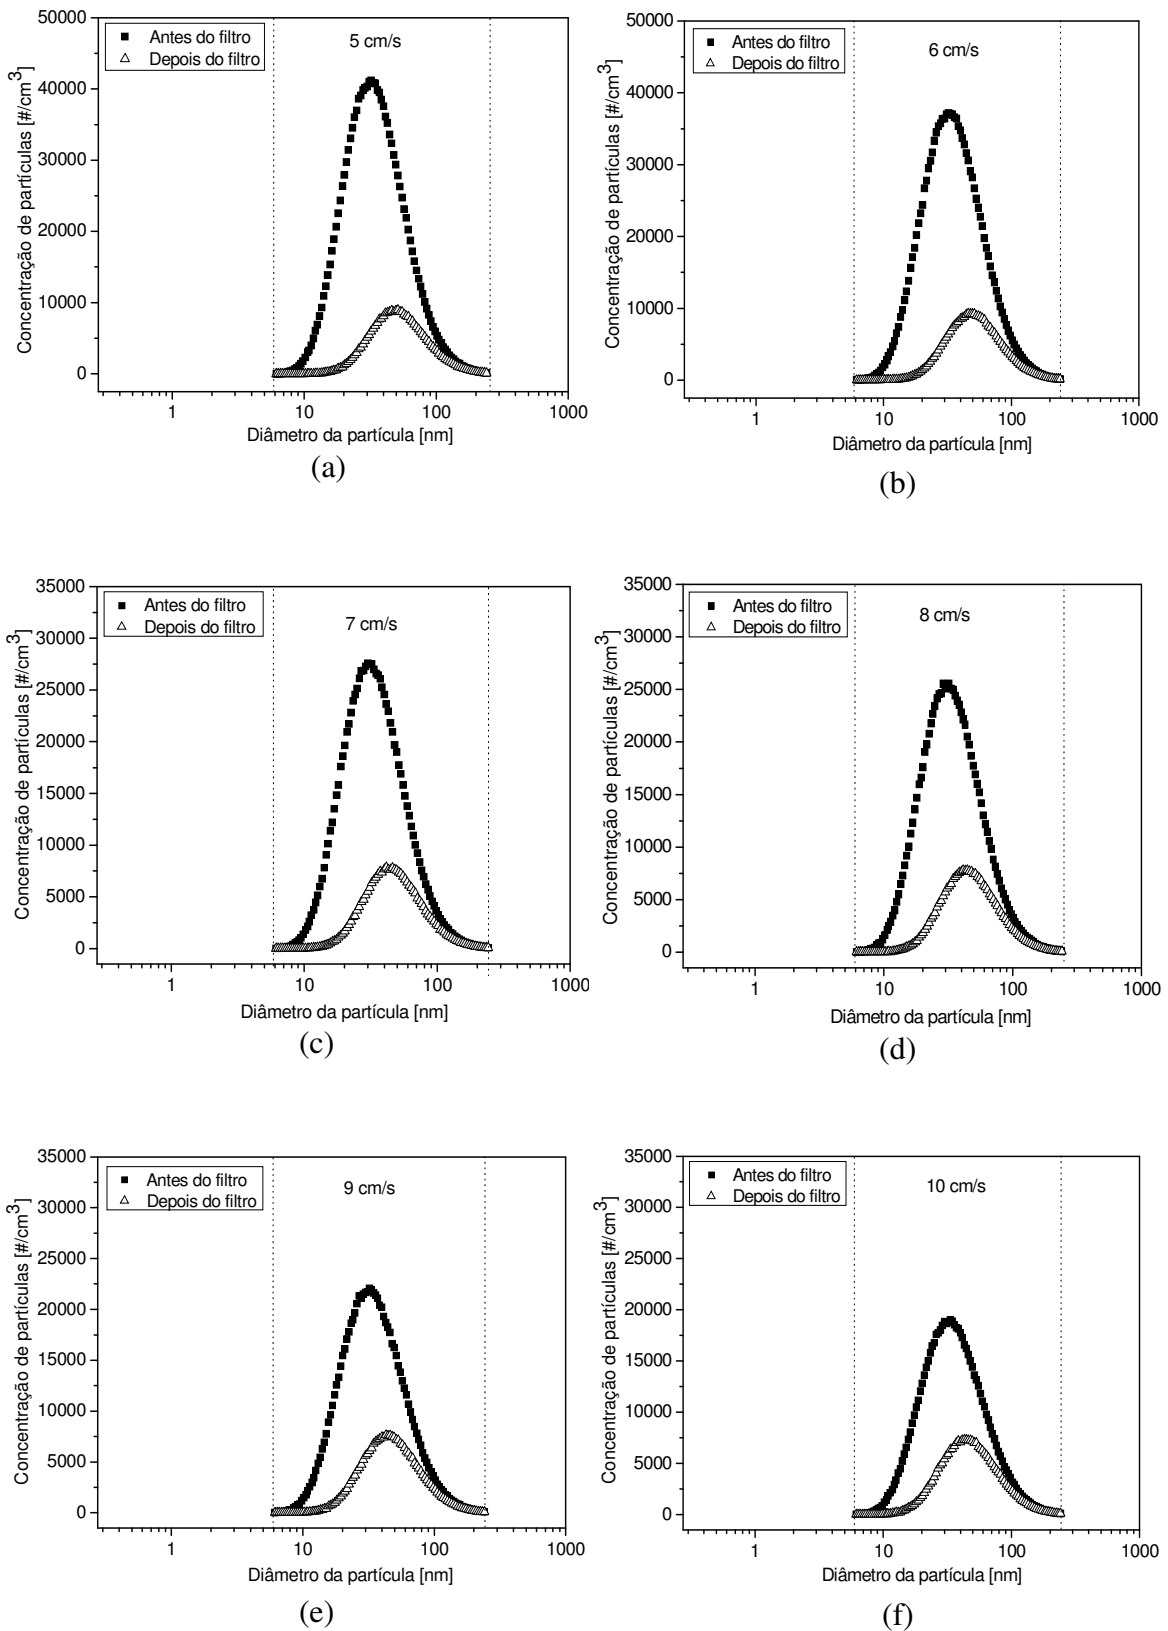 50000
40000
30000
20000
10000
0
Concentração de partículas [#/cm3]
Antes do filtro
Depois do filtro
5 cm/s
1 10 100 1000
Diâmetro da partícula [nm]
(a)
50000
40000
30000
20000
10000
0
Concentração de partículas [#/cm3]
Antes do filtro
Depois do filtro
6 cm/s
1 10 100 1000
Diâmetro da partícula [nm]
(b)
35000
30000
25000
20000
15000
10000
5000
0
Concentração de partículas [#/cm3]
Antes do filtro
Depois do filtro
7 cm/s
1 10 100 1000
Diâmetro da partícula [nm]
(c)
35000
30000
25000
20000
15000
10000
5000
0
Concentração de partículas [#/cm3]
Antes do filtro
Depois do filtro
8 cm/s
1 10 100 1000
Diâmetro da partícula [nm]
(d)
35000
30000
25000
20000
15000
10000
5000
0
Concentração de partículas [#/cm3]
Antes do filtro
Depois do filtro
9 cm/s
1 10 100 1000
Diâmetro da partícula [nm]
(e)
35000
30000
25000
20000
15000
10000
5000
0
Concentração de partículas [#/cm3]
Antes do filtro
Depois do filtro
10 cm/s
1 10 100 1000
Diâmetro da partícula [nm]
(f)